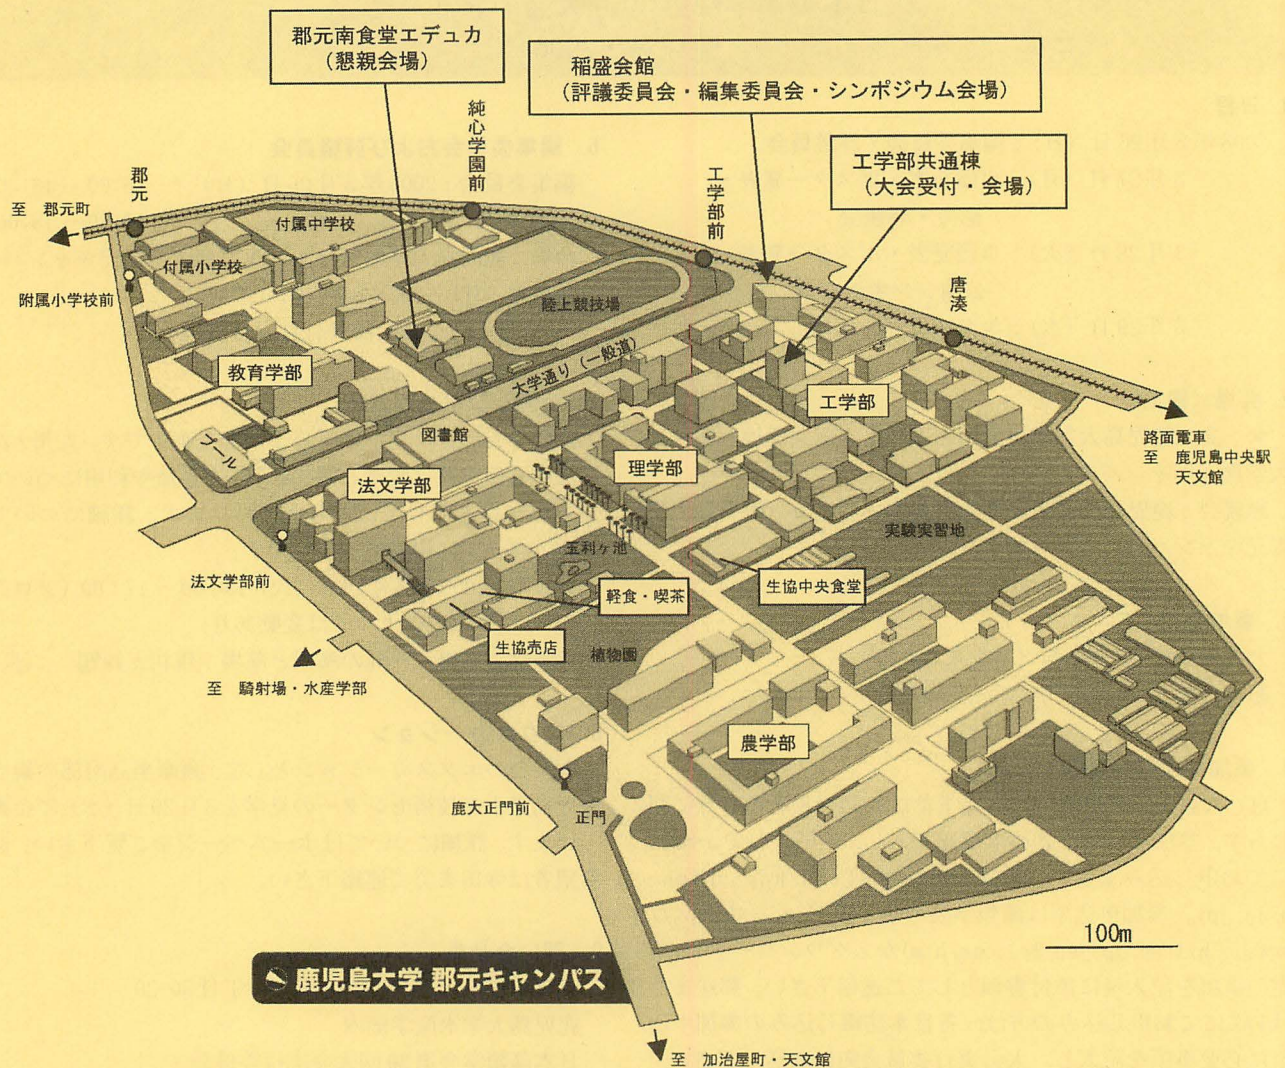 郡元南食堂エデュカ
（懇親会場）
稲盛会館
（評議委員会・編集委員会・シンポジウム会場）
工学部共通棟
（大会受付・会場）
純心学園前
郡元
工学部前
唐湊
至　郡元町
付属中学校
付属小学校
附属小学校前
陸上競技場
大学通り（一般道）
教育学部
工学部
プール
図書館
理学部
法文学部
路面電車
至　鹿児島中央駅
天文館
実験実習地
玉利ヶ池
法文学部前
軽食・喫茶
生協中央食堂
生協売店
植物園
至　騎射場・水産学部
農学部
鹿大正門前
正門
100m
鹿児島大学 郡元キャンパス
至　加治屋町・天文館